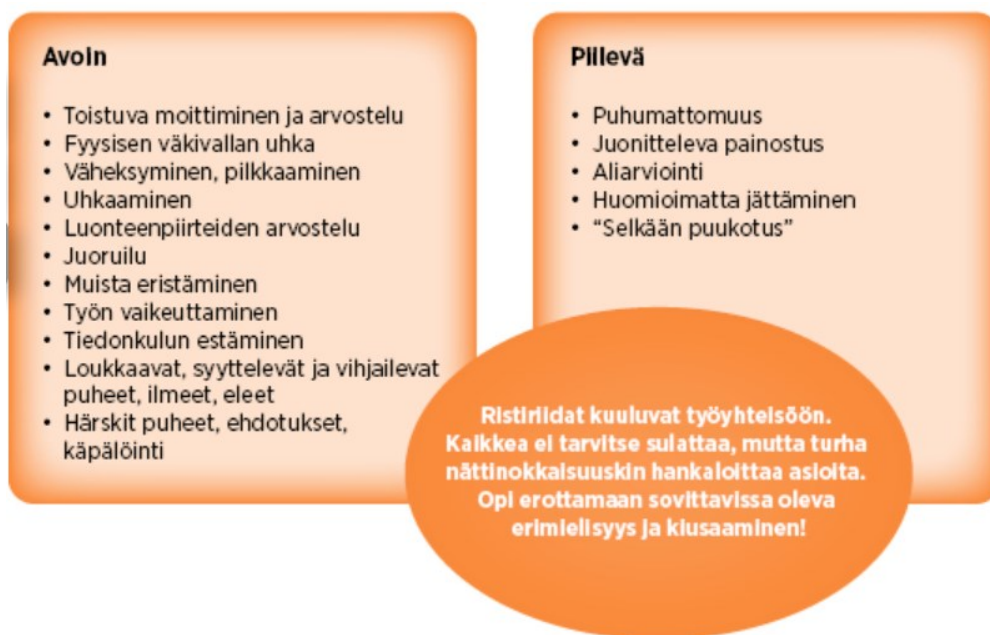 Avoin
• Toistuva moittiminen ja arvostelu
• Fyysisen väkivallan uhka
• Väheksyminen, pilkkaaminen
• Uhkaaminen
• Luonteenpiirteiden arvostelu
• Juoruilu
• Muista eristäminen
• Työn vaikeuttaminen
• Tiedonkulun estäminen
• Loukkaavat, syyttelevät ja vihjailevat
puheet, ilmeet, eleet
• Härskit puheet, ehdotukset,
käpälöinti
Piilevä
• Puhumattomuus
• Juonitteleva painostus
• Aliarviointi
• Huomioimatta jättäminen
• “Selkään puukotus”
Ristiriidat kuuluvat työyhteisöön.
Kaikkea ei tarvitse sulattaa, mutta turha
nättinokkaisuuskin hankaloittaa asioita.
Opi erottamaan sovittavissa oleva
erimielisyys ja kiusaaminen!